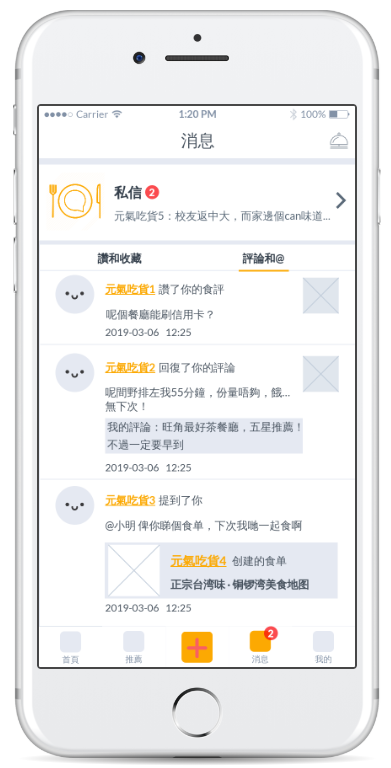 Carrier 1:20 PM 100%
消息
私信 2
元氣吃貨5：校友返中大，而家邊個can味道...
讚和收藏 評論和@
元氣吃貨1 讚了你的食評
呢個餐廳能刷信用卡？
2019-03-06 12:25
元氣吃貨2 回復了你的評論
呢間野排左我55分鐘，份量唔夠，餓...
無下次！
我的評論：旺角最好茶餐廳，五星推薦！
不過一定要早到
2019-03-06 12:25
元氣吃貨3 提到了你
@小明 俾你睇個食单，下次我哋一起食啊
元氣吃貨4 创建的食单
正宗台湾味 · 铜锣湾美食地图
2019-03-06 12:25
2
首頁 推薦 消息 我的